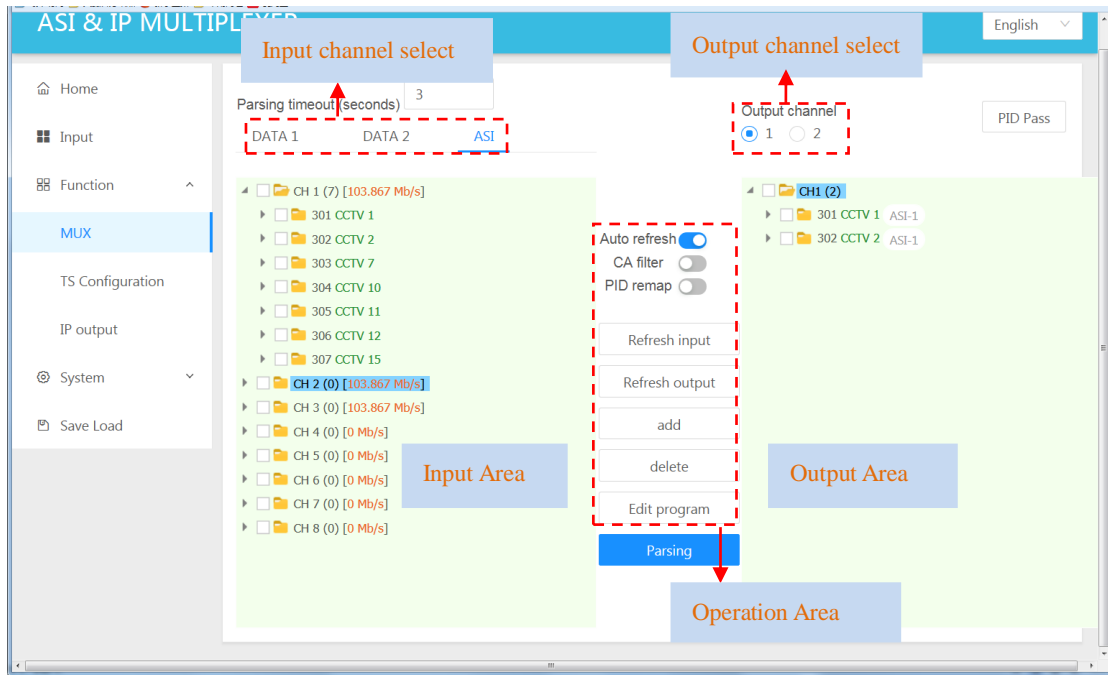 ASI & IP MULTIPLEXER
English
Input channel select
Output channel select
Home
Input
Function
MUX
TS Configuration
IP output
System
Save Load
Parsing timeout (seconds) 3
DATA 1 DATA 2 ASI
Output channel
1 2
PID Pass
CH 1 (7) [103.867 Mb/s]
301 CCTV 1
302 CCTV 2
303 CCTV 7
304 CCTV 10
305 CCTV 11
306 CCTV 12
307 CCTV 15
CH 2 (0) [103.867 Mb/s]
CH 3 (0) [103.867 Mb/s]
CH 4 (0) [0 Mb/s]
CH 5 (0) [0 Mb/s]
CH 6 (0) [0 Mb/s]
CH 7 (0) [0 Mb/s]
CH 8 (0) [0 Mb/s]
Input Area
Auto refresh
CA filter
PID remap
Refresh input
Refresh output
add
delete
Edit program
Parsing
Operation Area
CH1 (2)
301 CCTV 1 ASI-1
302 CCTV 2 ASI-1
Output Area